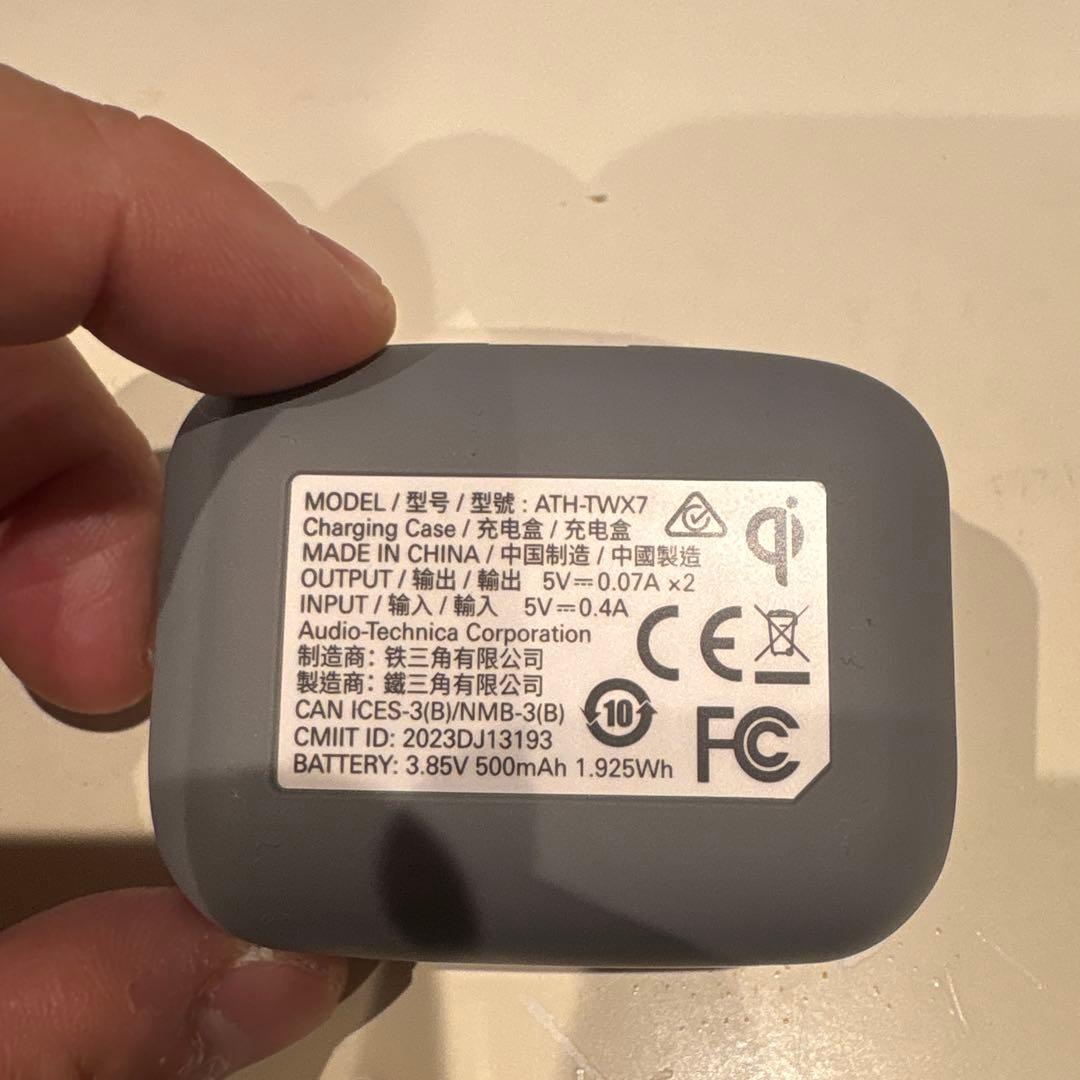 MODEL / 型号 / 型號 : ATH-TWX7
Charging Case / 充电盒 / 充电盒
MADE IN CHINA / 中国制造 / 中國製造
OUTPUT / 输出 / 輸出 5V⎓0.07A ×2
INPUT / 输入 / 輸入 5V⎓0.4A
Audio-Technica Corporation
制造商: 铁三角有限公司
製造商: 鐵三角有限公司
CAN ICES-3(B)/NMB-3(B)
CMIIT ID: 2023DJ13193
BATTERY: 3.85V 500mAh 1.925Wh
qi
CE
10
FC